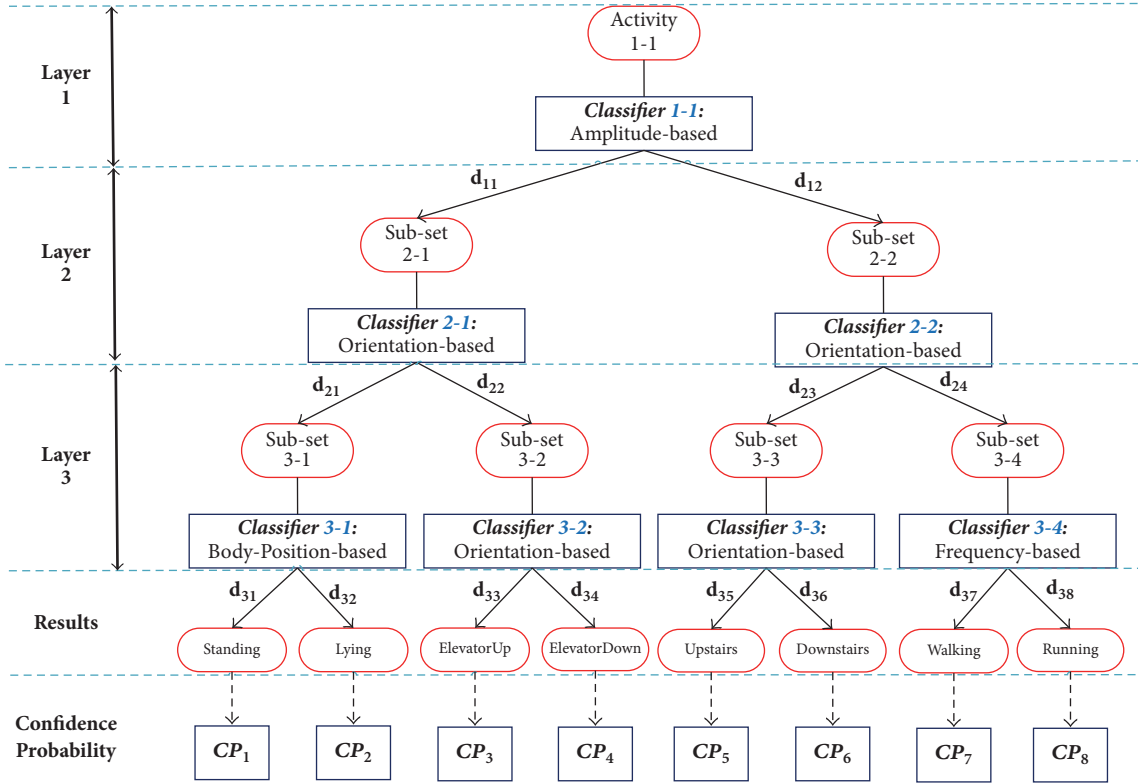 Activity
1-1
Layer
1
Classifier 1-1:
Amplitude-based
d11
d12
Sub-set
2-1
Sub-set
2-2
Layer
2
Classifier 2-1:
Orientation-based
Classifier 2-2:
Orientation-based
d21
d22
d23
d24
Sub-set
3-1
Sub-set
3-2
Sub-set
3-3
Sub-set
3-4
Layer
3
Classifier 3-1:
Body-Position-based
Classifier 3-2:
Orientation-based
Classifier 3-3:
Orientation-based
Classifier 3-4:
Frequency-based
d31
d32
d33
d34
d35
d36
d37
d38
Results
Standing
Lying
ElevatorUp
ElevatorDown
Upstairs
Downstairs
Walking
Running
Confidence
Probability
CP1
CP2
CP3
CP4
CP5
CP6
CP7
CP8